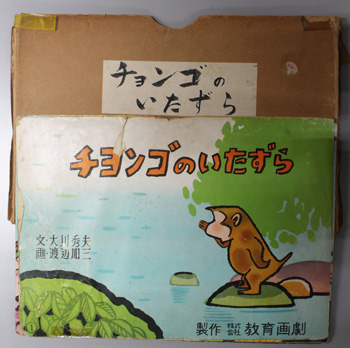 チョンゴの
いたずら
チヨンゴのいたずら
文・大川秀夫
画・渡辺加三
製作 株式会社 教育画劇